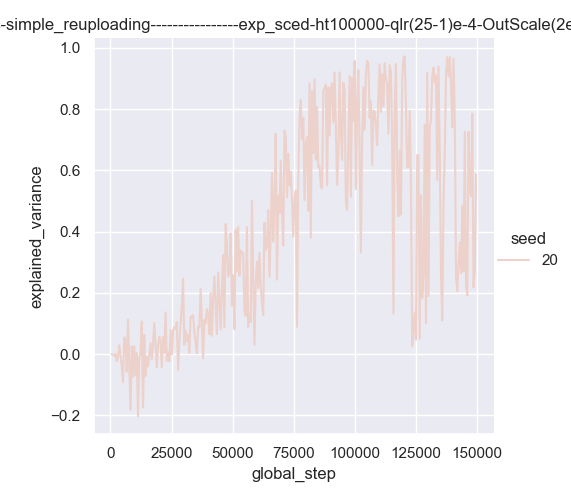 -simple_reuploading----------------exp_sced-ht100000-qlr(25-1)e-4-OutScale(2e
1.0
0.8
0.6
0.4
0.2
0.0
−0.2
explained_variance
0 25000 50000 75000 100000 125000 150000
global_step
seed
20